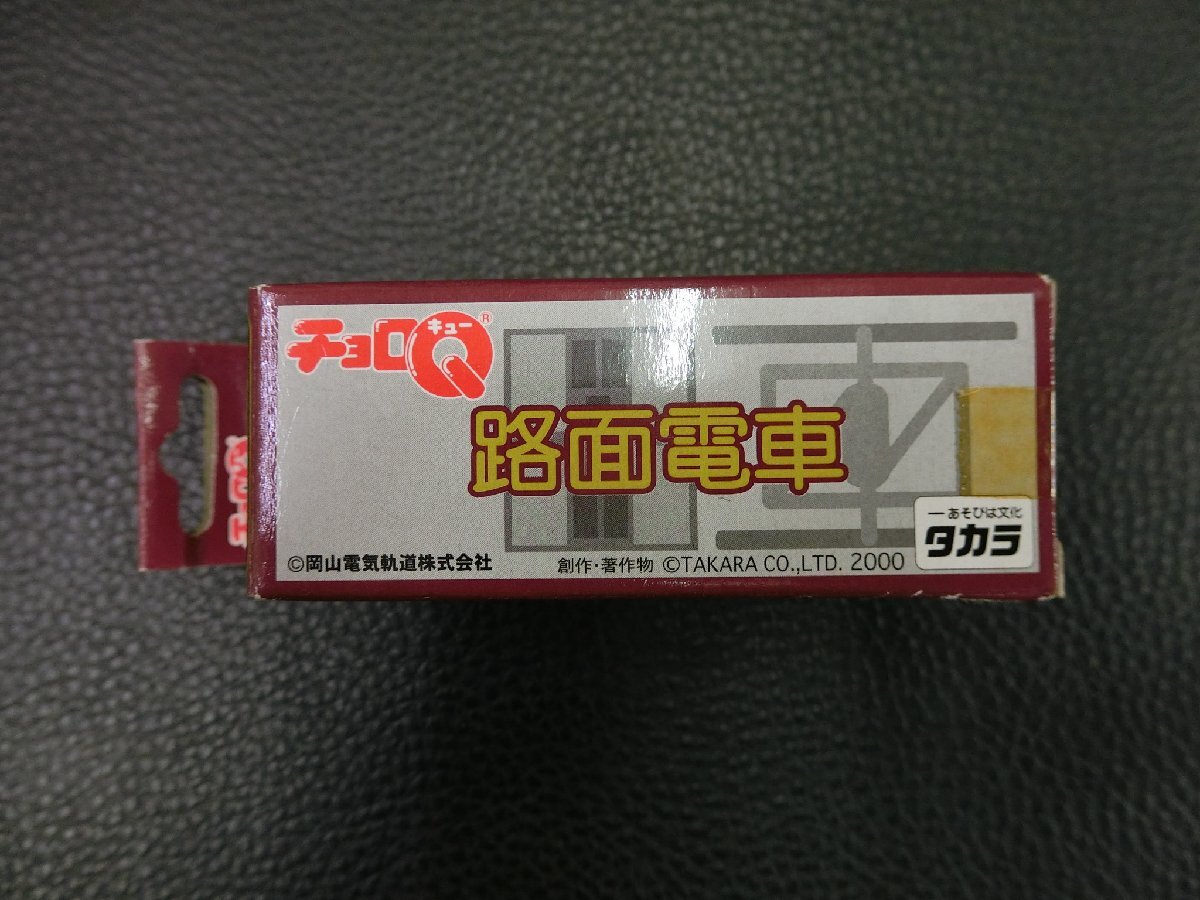 チョロQ®
キュー
路面電車
©岡山電気軌道株式会社
創作・著作物 ©TAKARA CO.,LTD. 2000
―あそびは文化
タカラ